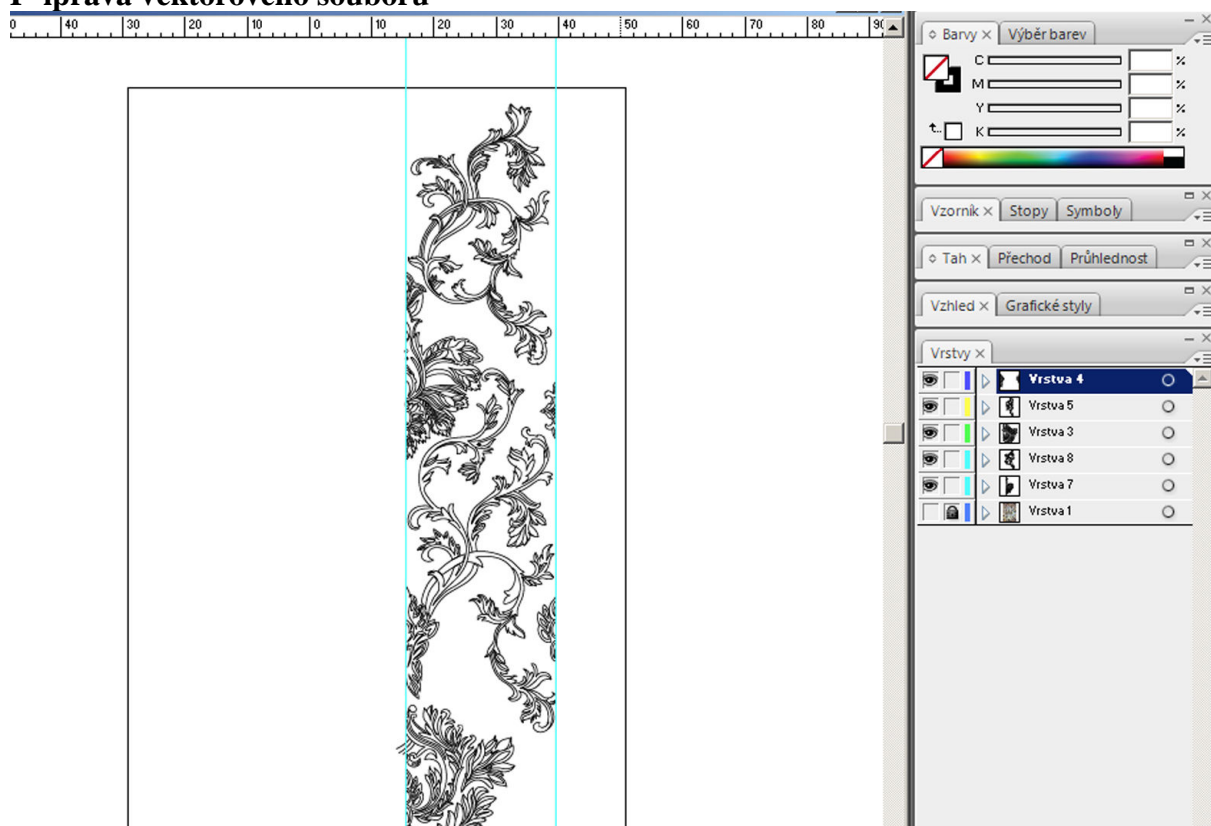 vektorového souboru
0 40 30 20 10 0 10 20 30 40 50 60 70 80 90
Barvy × Výběr barev
C %
M %
Y %
K %
Vzorník × Stopy Symboly
Tah × Přechod Průhlednost
Vzhled × Grafické styly
Vrstvy ×
Vrstva 4
Vrstva 5
Vrstva 3
Vrstva 8
Vrstva 7
Vrstva 1